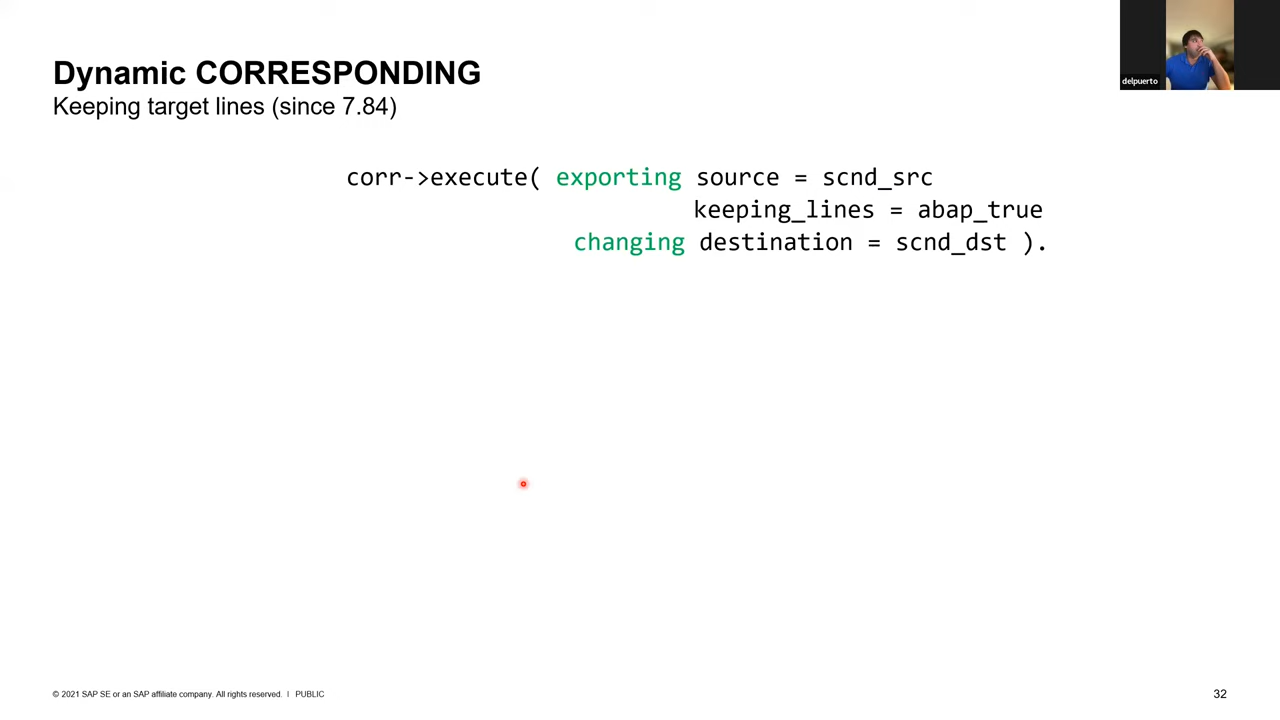 Dynamic CORRESPONDING
Keeping target lines (since 7.84)
delpuerto
corr->execute( exporting source = scnd_src
keeping_lines = abap_true
changing destination = scnd_dst ).
© 2021 SAP SE or an SAP affiliate company. All rights reserved. | PUBLIC
32